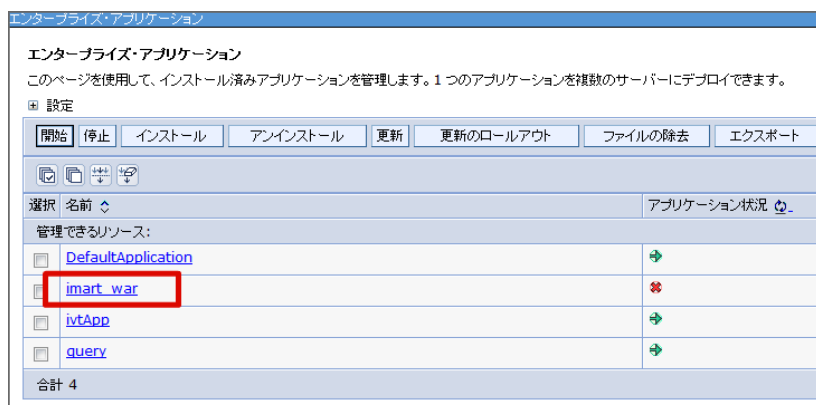 エンタープライズ・アプリケーション
エンタープライズ・アプリケーション
このページを使用して、インストール済みアプリケーションを管理します。1 つのアプリケーションを複数のサーバーにデプロイできます。
設定
開始 停止 インストール アンインストール 更新 更新のロールアウト ファイルの除去 エクスポート
選択 名前 アプリケーション状況
管理できるリソース:
DefaultApplication
imart_war
ivtApp
query
合計 4